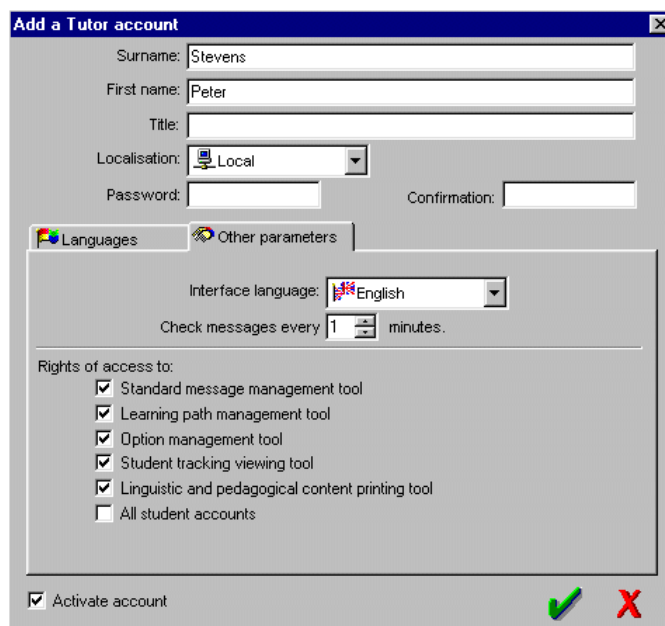 Add a Tutor account
Surname: Stevens
First name: Peter
Title:
Localisation: Local
Password: Confirmation:
Languages Other parameters
Interface language: English
Check messages every 1 minutes.
Rights of access to:
Standard message management tool
Learning path management tool
Option management tool
Student tracking viewing tool
Linguistic and pedagogical content printing tool
All student accounts
Activate account